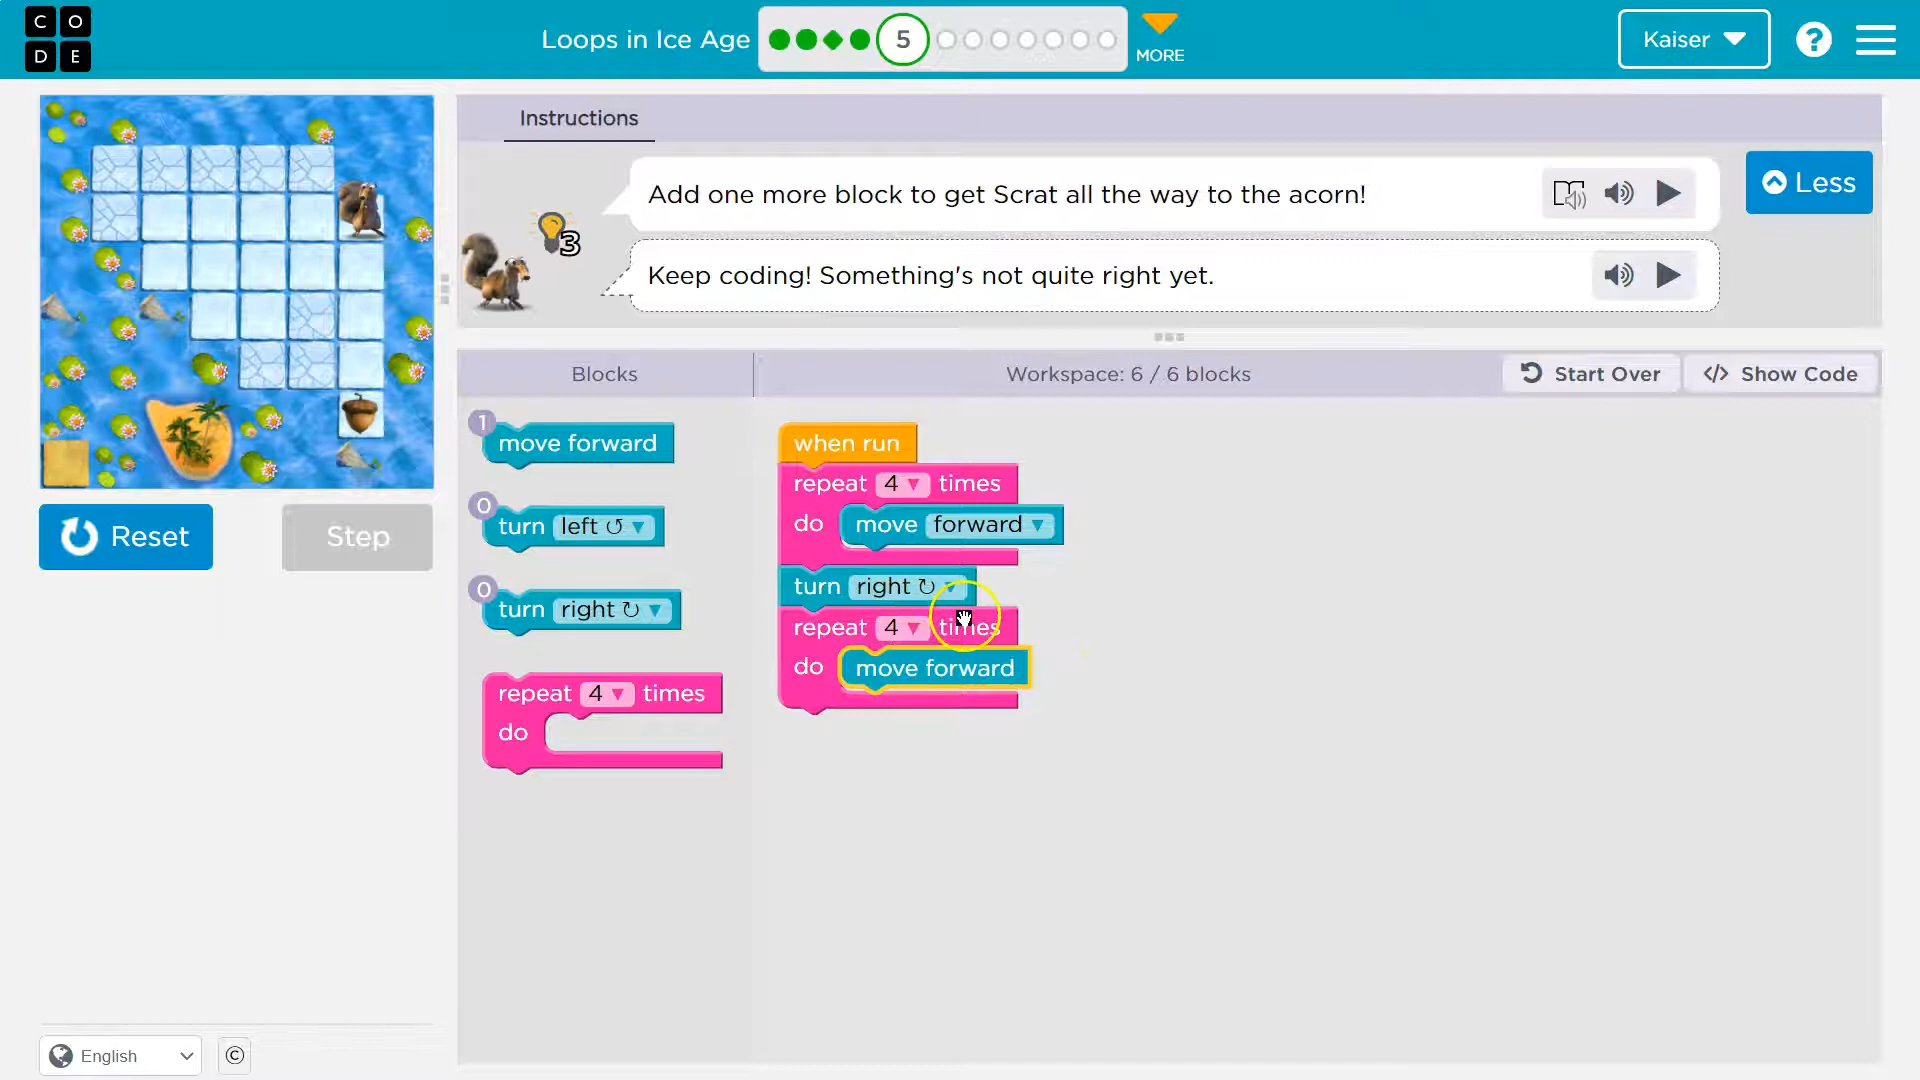 C O
D E
Loops in Ice Age
5
MORE
Kaiser
?
Instructions
Add one more block to get Scrat all the way to the acorn!
Less
3
Keep coding! Something's not quite right yet.
Blocks
Workspace: 6 / 6 blocks
Start Over
</> Show Code
1
move forward
0
turn left ↺ ▼
0
turn right ↻ ▼
repeat 4 ▼ times
do
when run
repeat 4 ▼ times
do move forward ▼
turn right ↻ ▼
repeat 4 ▼ times
do move forward
Reset
Step
English
©